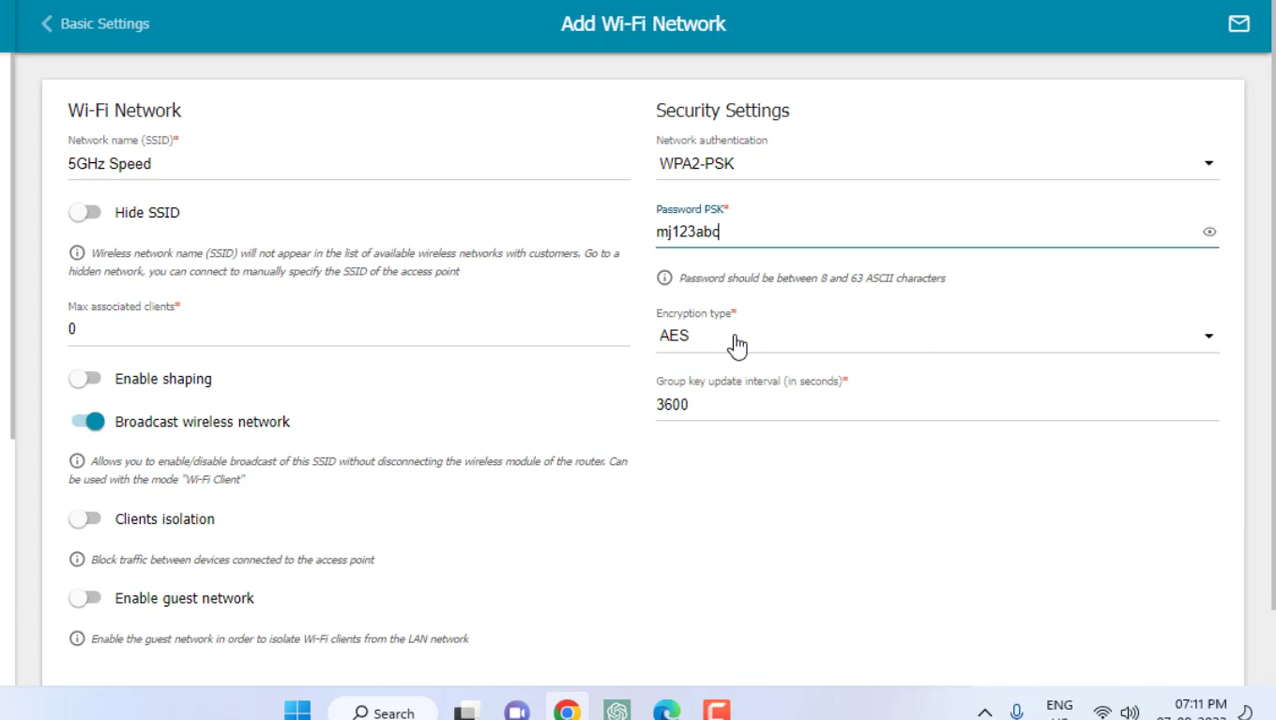 Basic Settings
Add Wi-Fi Network
Wi-Fi Network
Network name (SSID)*
5GHz Speed
Hide SSID
Wireless network name (SSID) will not appear in the list of available wireless networks with customers. Go to a
hidden network, you can connect to manually specify the SSID of the access point
Max associated clients*
0
Enable shaping
Broadcast wireless network
Allows you to enable/disable broadcast of this SSID without disconnecting the wireless module of the router. Can
be used with the mode "Wi-Fi Client"
Clients isolation
Block traffic between devices connected to the access point
Enable guest network
Enable the guest network in order to isolate Wi-Fi clients from the LAN network
Security Settings
Network authentication
WPA2-PSK
Password PSK*
mj123abc
Password should be between 8 and 63 ASCII characters
Encryption type*
AES
Group key update interval (in seconds)*
3600
Search
ENG
07:11 PM